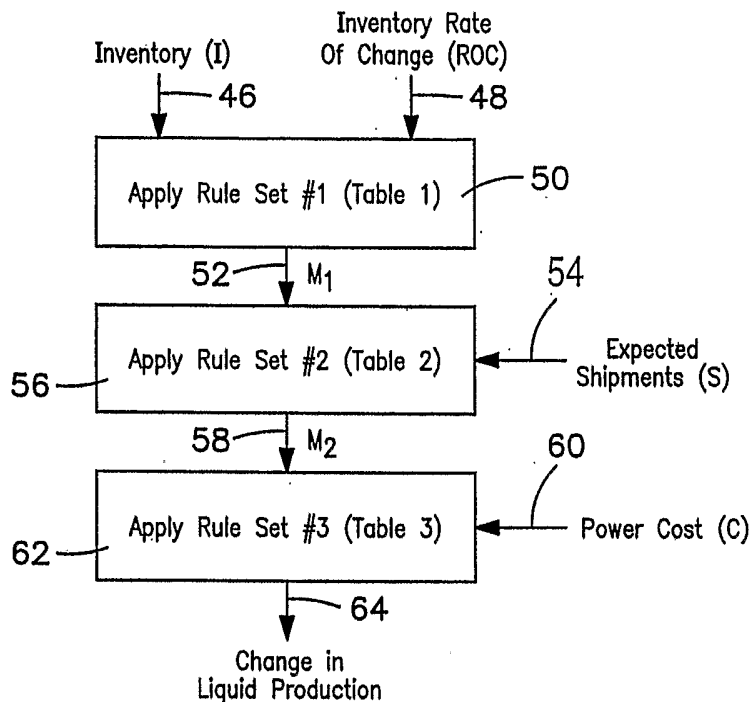 Inventory (I)
Inventory Rate
Of Change (ROC)
46
48
Apply Rule Set #1 (Table 1)
50
52
M1
54
Apply Rule Set #2 (Table 2)
Expected
Shipments (S)
56
58
M2
60
Apply Rule Set #3 (Table 3)
Power Cost (C)
62
64
Change in
Liquid Production